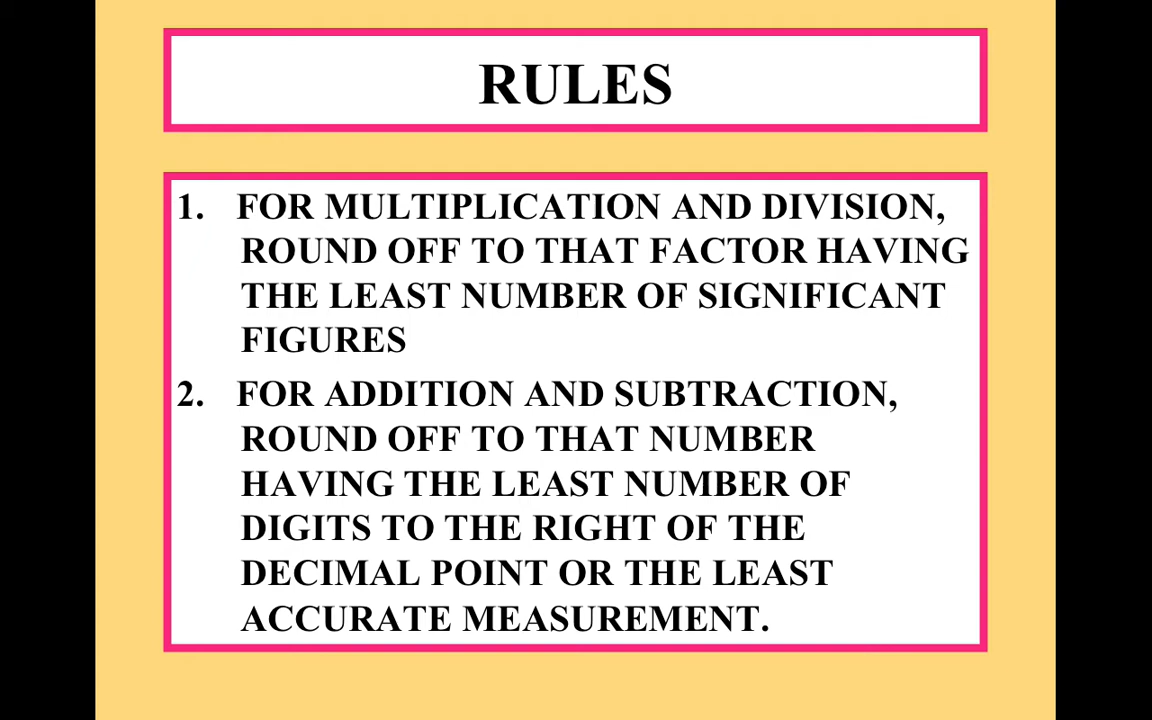 RULES
1. FOR MULTIPLICATION AND DIVISION,
ROUND OFF TO THAT FACTOR HAVING
THE LEAST NUMBER OF SIGNIFICANT
FIGURES
2. FOR ADDITION AND SUBTRACTION,
ROUND OFF TO THAT NUMBER
HAVING THE LEAST NUMBER OF
DIGITS TO THE RIGHT OF THE
DECIMAL POINT OR THE LEAST
ACCURATE MEASUREMENT.